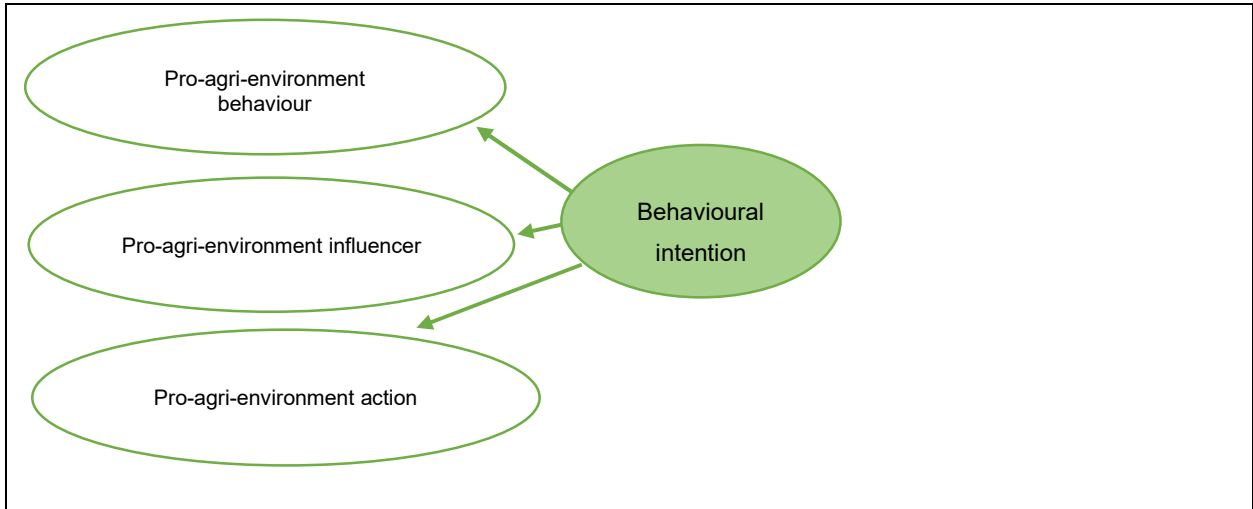 Pro-agri-environment
behaviour
Pro-agri-environment influencer
Pro-agri-environment action
Behavioural
intention